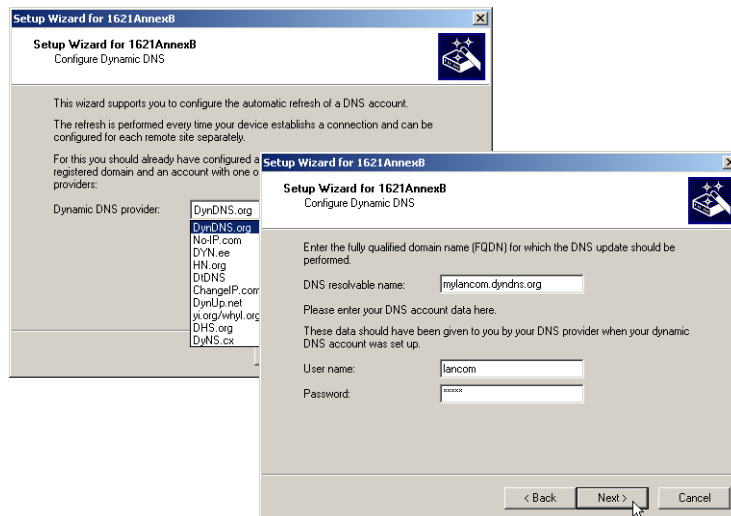 Setup Wizard for 1621AnnexB
Setup Wizard for 1621AnnexB
Configure Dynamic DNS
This wizard supports you to configure the automatic refresh of a DNS account.
The refresh is performed every time your device establishs a connection and can be
configured for each remote site separately.
For this you should already have configured a
registered domain and an account with one o
providers:
Dynamic DNS provider:
DynDNS.org
DynDNS.org
No-IP.com
DYN.ee
HN.org
DtDNS
ChangeIP.com
DynUp.net
yi.org/whyI.org
DHS.org
DyNS.cx
Setup Wizard for 1621AnnexB
Setup Wizard for 1621AnnexB
Configure Dynamic DNS
Enter the fully qualified domain name (FQDN) for which the DNS update should be
performed.
DNS resolvable name:
mylancom.dyndns.org
Please enter your DNS account data here.
These data should have been given to you by your DNS provider when your dynamic
DNS account was set up.
User name:
lancom
Password:
xxxxx
< Back
Next >
Cancel